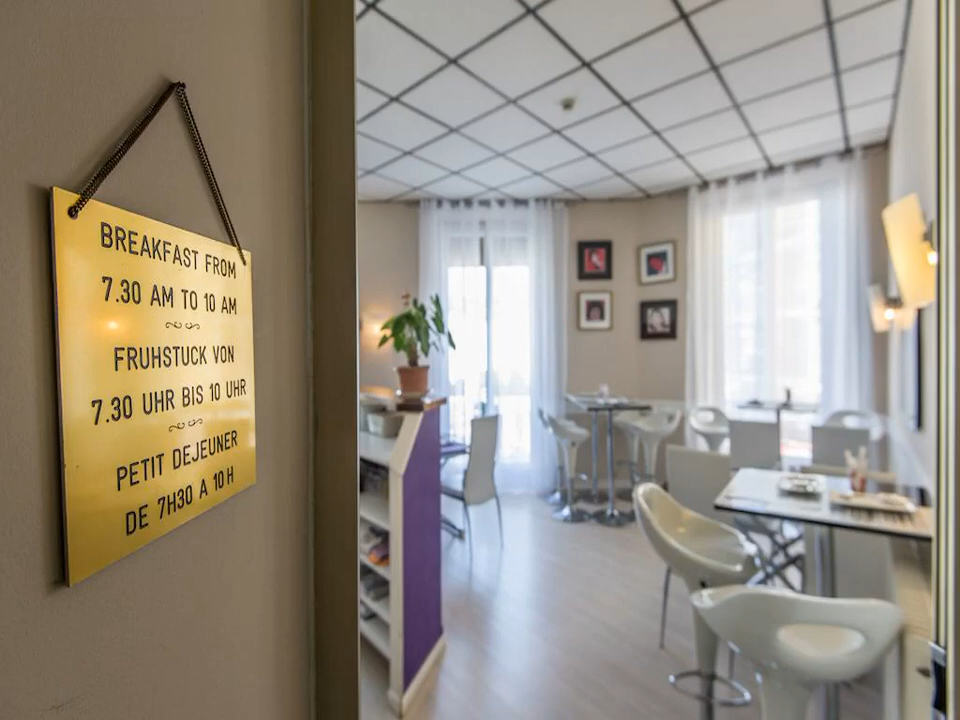 BREAKFAST FROM
7.30 AM TO 10 AM
FRUHSTUCK VON
7.30 UHR BIS 10 UHR
PETIT DEJEUNER
DE 7H30 A 10 H